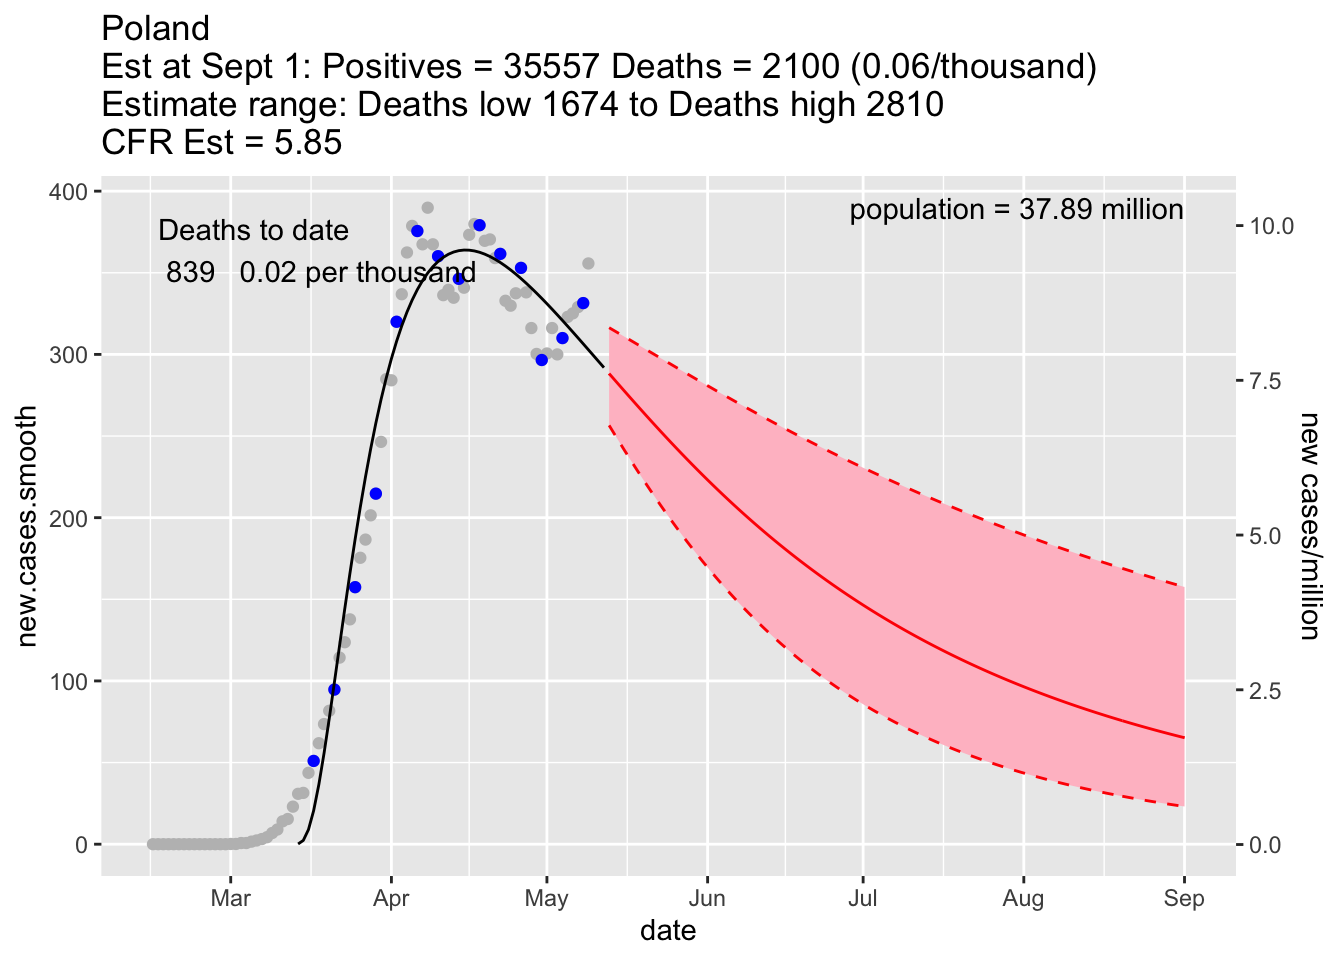 Poland
Est at Sept 1: Positives = 35557 Deaths = 2100 (0.06/thousand)
Estimate range: Deaths low 1674 to Deaths high 2810
CFR Est = 5.85
Deaths to date
839 0.02 per thousand
population = 37.89 million
new.cases.smooth
400
300
200
100
0
10.0
7.5
5.0
2.5
0.0
new cases/million
Mar Apr May Jun Jul Aug Sep
date